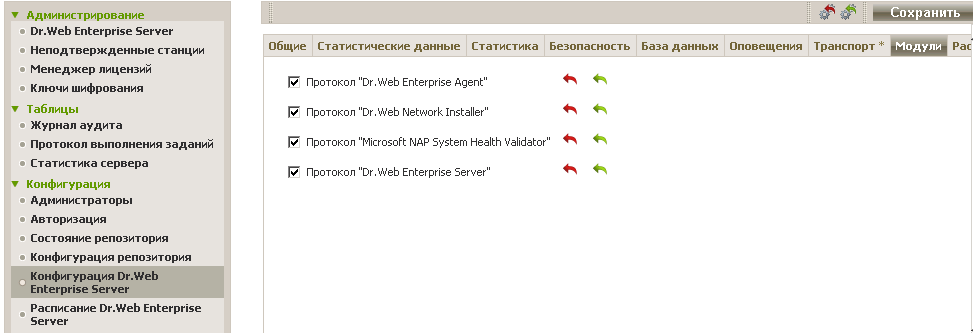 Администрирование
Dr.Web Enterprise Server
Неподтвержденные станции
Менеджер лицензий
Ключи шифрования
Таблицы
Журнал аудита
Протокол выполнения заданий
Статистика сервера
Конфигурация
Администраторы
Авторизация
Состояние репозитория
Конфигурация репозитория
Конфигурация Dr.Web
Enterprise Server
Расписание Dr.Web Enterprise
Server
Сохранить
Общие Статистические данные Статистика Безопасность База данных Оповещения Транспорт * Модули Рас
Протокол "Dr.Web Enterprise Agent"
Протокол "Dr.Web Network Installer"
Протокол "Microsoft NAP System Health Validator"
Протокол "Dr.Web Enterprise Server"